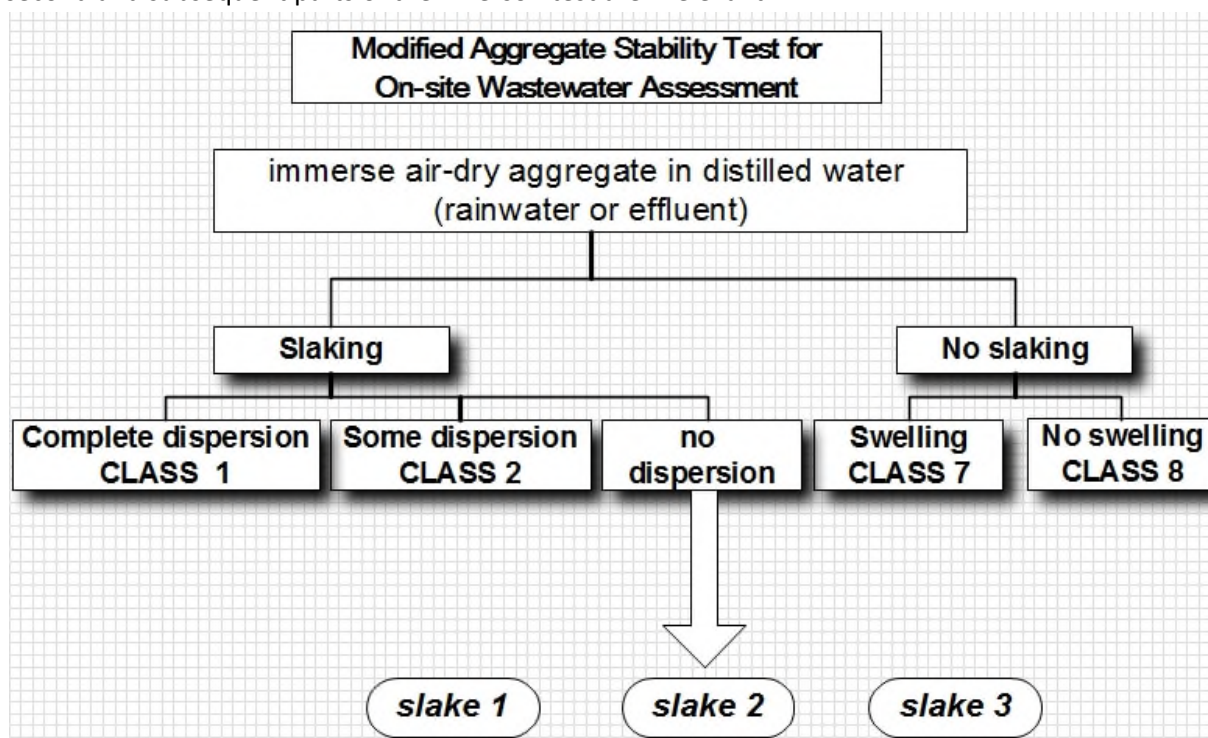 Modified Aggregate Stability Test for
On-site Wastewater Assessment
immerse air-dry aggregate in distilled water
(rainwater or effluent)
Slaking
No slaking
Complete dispersion
CLASS 1
Some dispersion
CLASS 2
no
dispersion
Swelling
CLASS 7
No swelling
CLASS 8
slake 1
slake 2
slake 3